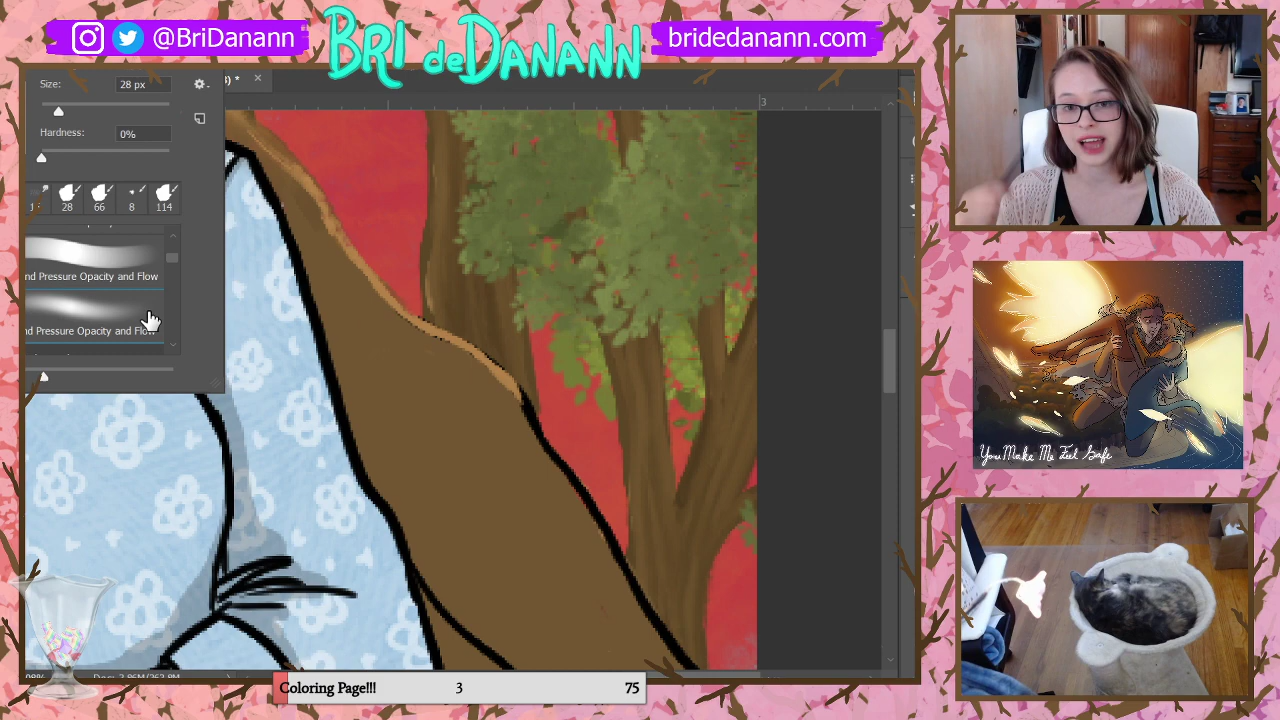 @BriDanann
BRI deDANANN
bridedanann.com
Size:
28 px
Hardness:
0%
3
28
66
8
114
nd Pressure Opacity and Flow
nd Pressure Opacity and Flow
You Make Me Feel Safe
Coloring Page!!!
3
75